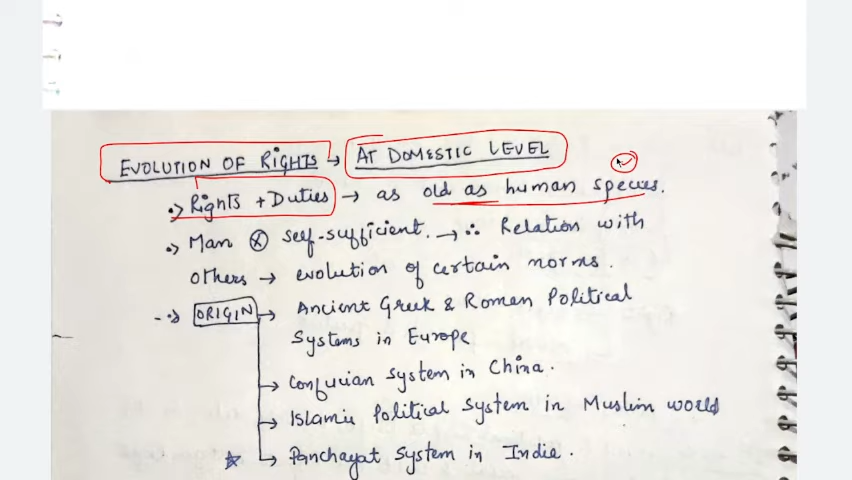 EVOLUTION OF RIGHTS → AT DOMESTIC LEVEL
•> Rights + Duties → as old as human species.
•> Man ⓧ self-sufficient. → ∴ Relation with
others → evolution of certain norms.
-•> ORIGIN → Ancient Greek & Roman Political
Systems in Europe
→ Confucian system in China.
→ Islamic Political System in Muslim world
☆ → Panchayat System in India.